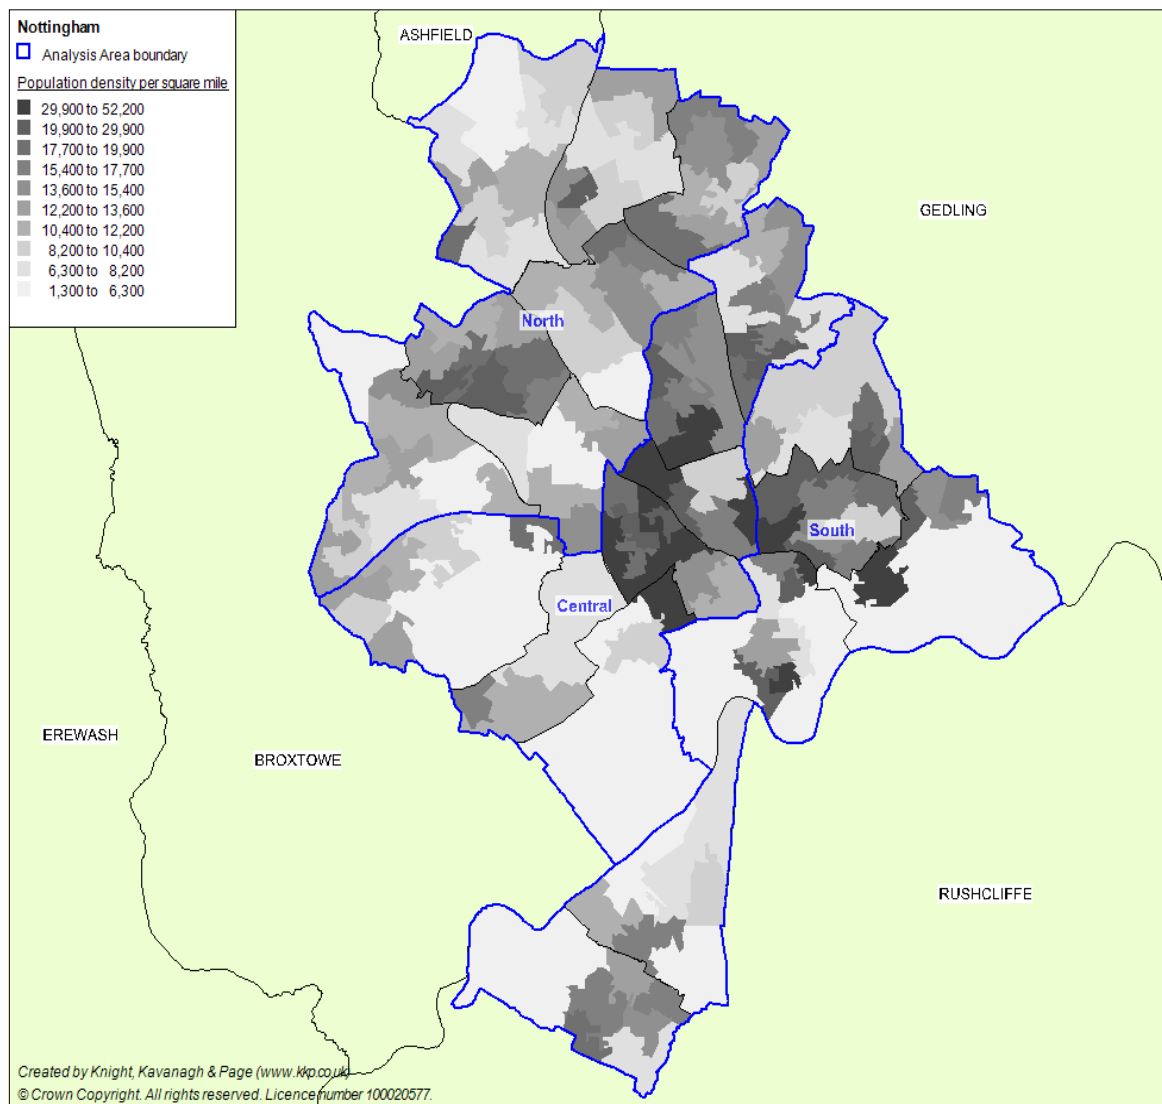 Nottingham
Analysis Area boundary
Population density per square mile
29,900 to 52,200
19,900 to 29,900
17,700 to 19,900
15,400 to 17,700
13,600 to 15,400
12,200 to 13,600
10,400 to 12,200
8,200 to 10,400
6,300 to 8,200
1,300 to 6,300
ASHFIELD
GEDLING
North
South
Central
EREWASH
BROXTOWE
RUSHCLIFFE
Created by Knight, Kavanagh & Page (www.kkp.co.uk)
© Crown Copyright. All rights reserved. Licence number 100020577.